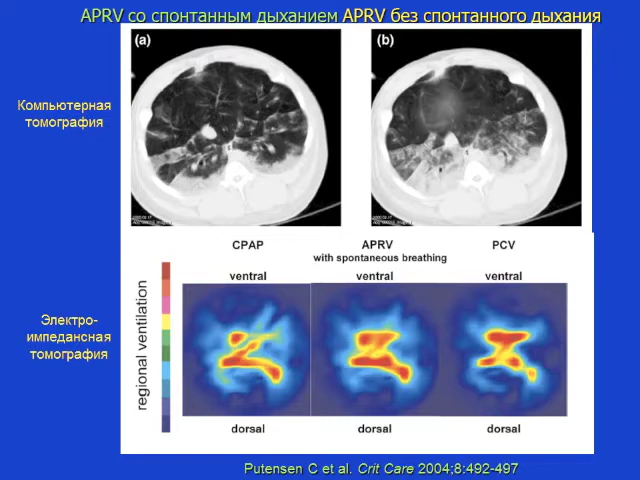 APRV со спонтанным дыханием APRV без спонтанного дыхания
(a)
(b)
Компьютерная
томография
CPAP
APRV
PCV
with spontaneous breathing
ventral
ventral
ventral
regional ventilation
Электро-
импедансная
томография
dorsal
dorsal
dorsal
Putensen C et al. Crit Care 2004;8:492-497